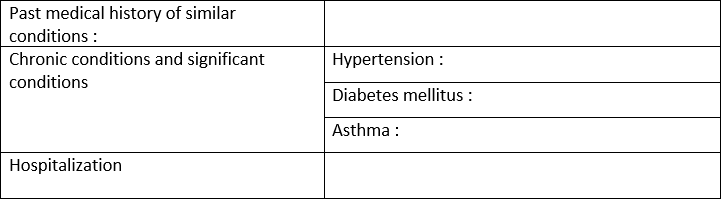 Past medical history of similar
conditions :
Chronic conditions and significant
conditions
Hypertension :
Diabetes mellitus :
Asthma :
Hospitalization